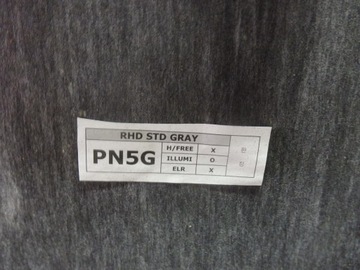 RHD STD GRAY
PN5G
H/FREE X
ILLUMI O
ELR X